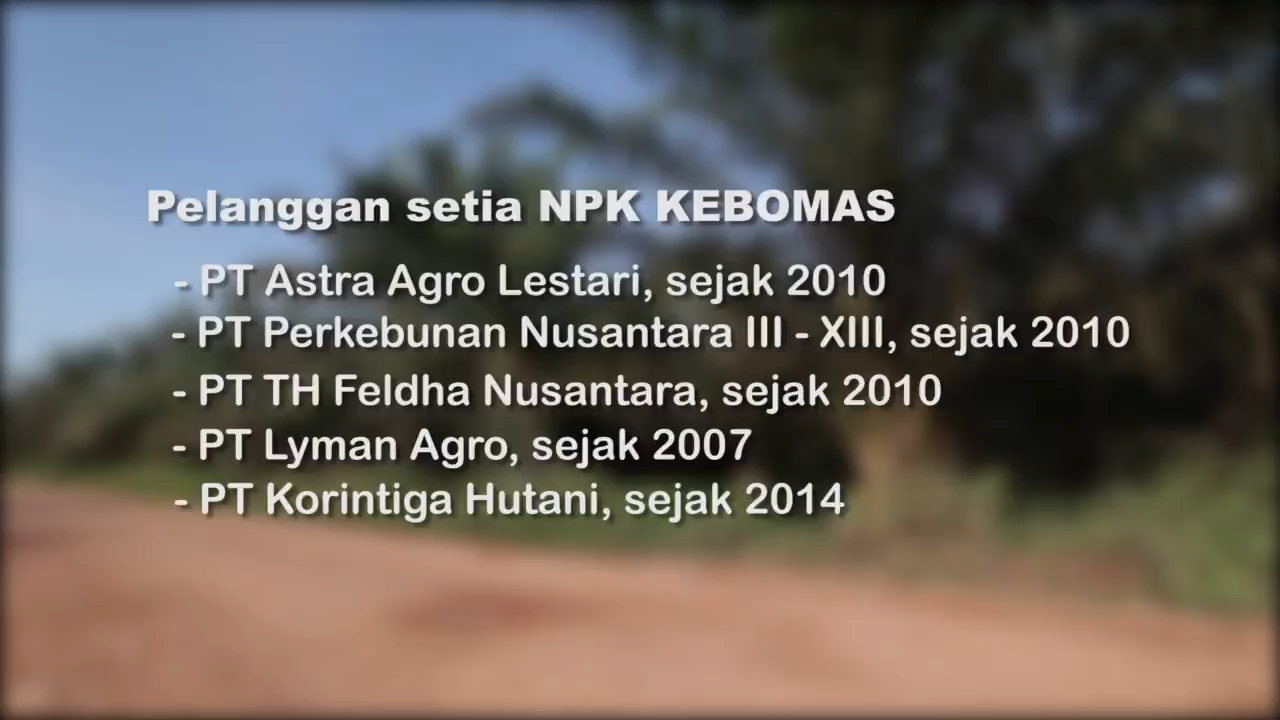 Pelanggan setia NPK KEBOMAS
- PT Astra Agro Lestari, sejak 2010
- PT Perkebunan Nusantara III - XIII, sejak 2010
- PT TH Feldha Nusantara, sejak 2010
- PT Lyman Agro, sejak 2007
- PT Korintiga Hutani, sejak 2014